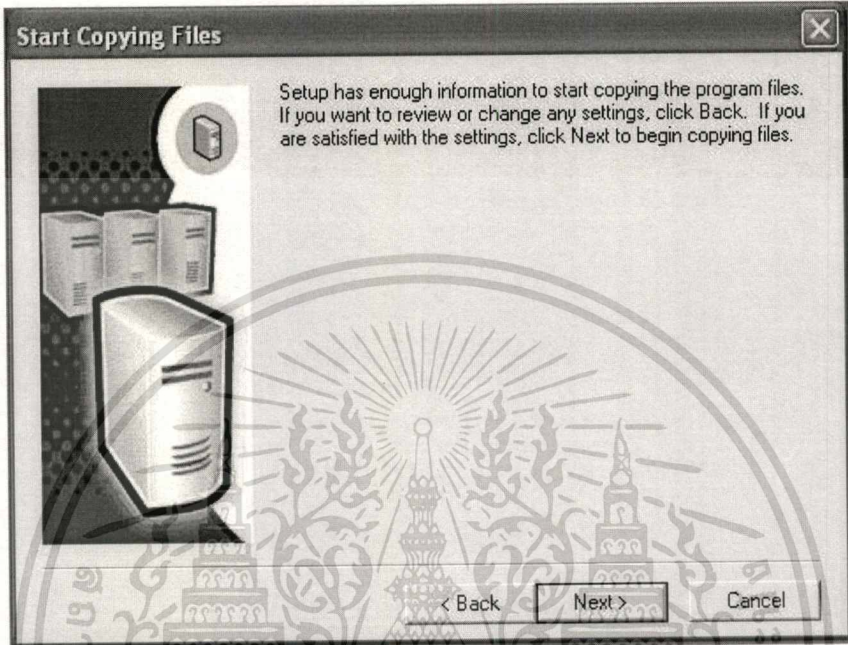 Start Copying Files
Setup has enough information to start copying the program files.
If you want to review or change any settings, click Back. If you
are satisfied with the settings, click Next to begin copying files.
< Back
Next >
Cancel